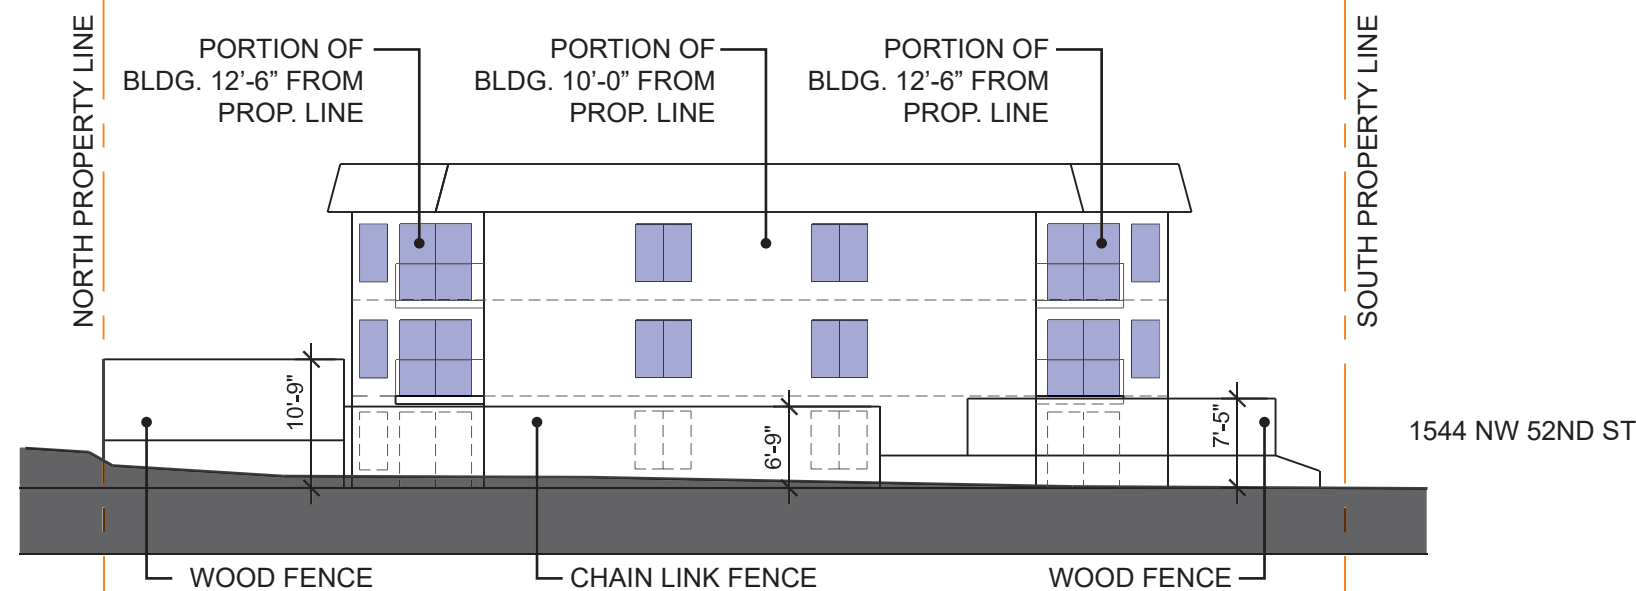 NORTH PROPERTY LINE
PORTION OF
BLDG. 12’-6” FROM
PROP. LINE
PORTION OF
BLDG. 10’-0” FROM
PROP. LINE
PORTION OF
BLDG. 12’-6” FROM
PROP. LINE
SOUTH PROPERTY LINE
10'-9"
6'-9"
7'-5"
1544 NW 52ND ST
WOOD FENCE
CHAIN LINK FENCE
WOOD FENCE